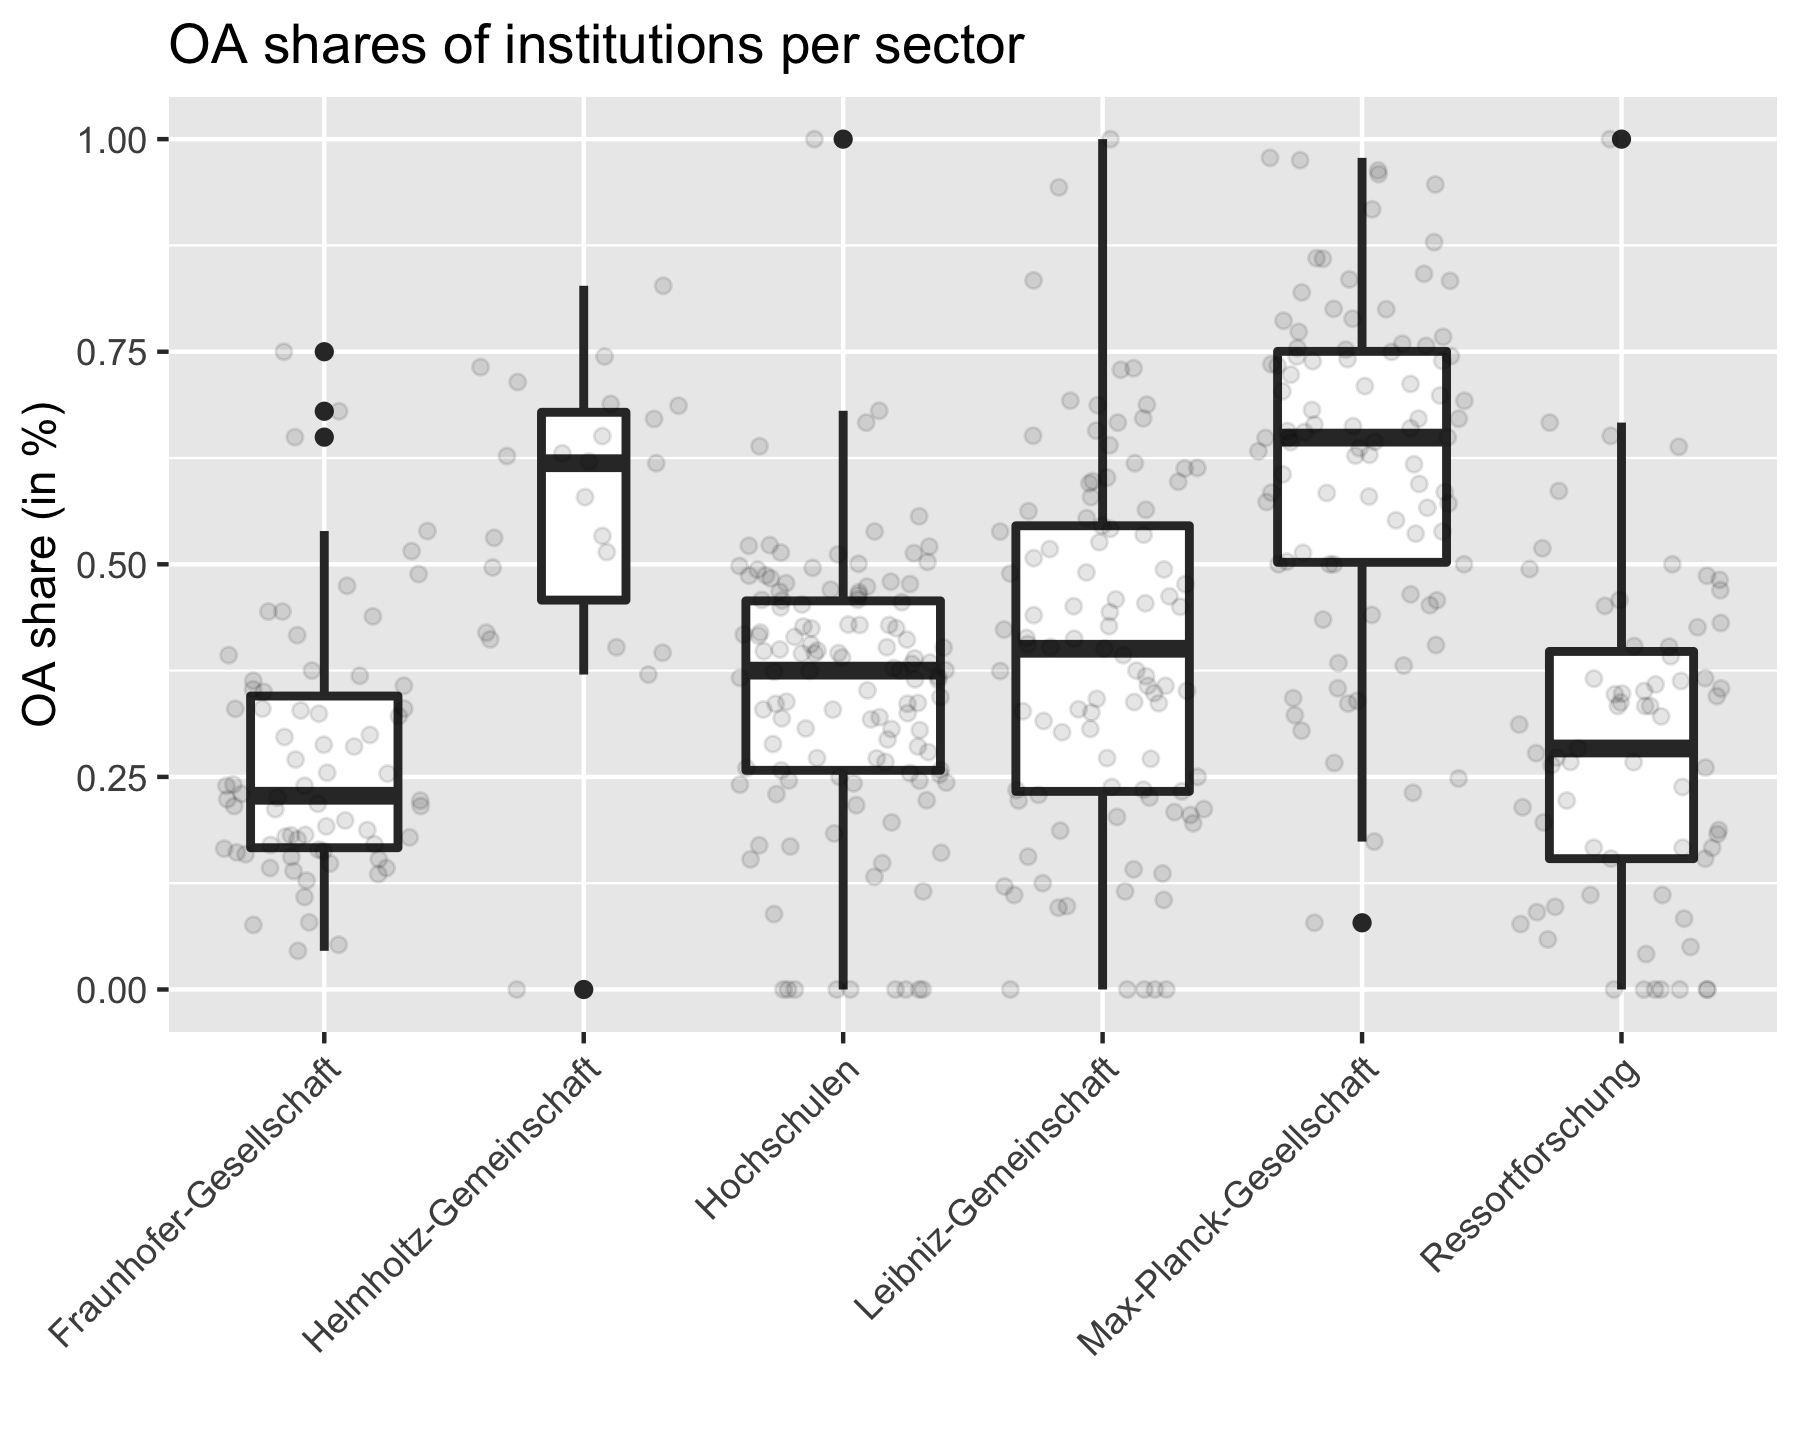 OA shares of institutions per sector
OA share (in %)
1.00
0.75
0.50
0.25
0.00
Fraunhofer-Gesellschaft
Helmholtz-Gemeinschaft
Hochschulen
Leibniz-Gemeinschaft
Max-Planck-Gesellschaft
Ressortforschung